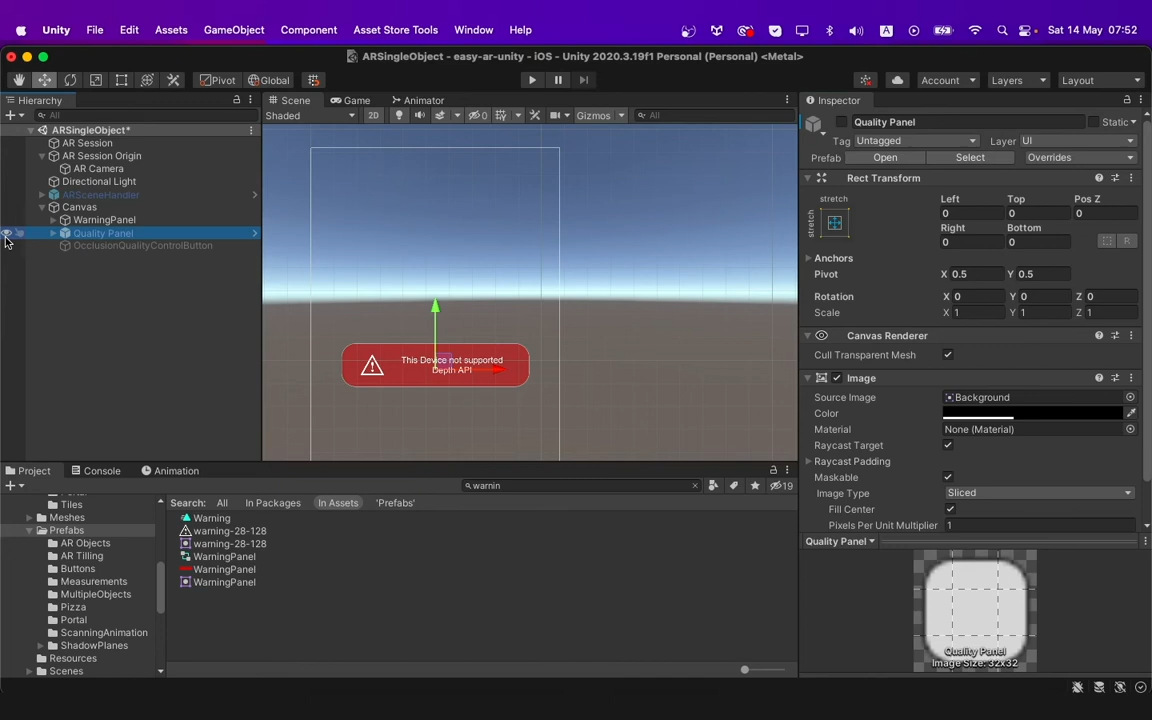 Unity File Edit Assets GameObject Component Asset Store Tools Window Help A Sat 14 May 07:52
ARSingleObject - easy-ar-unity - iOS - Unity 2020.3.19f1 Personal (Personal) <Metal>
Pivot Global Account Layers Layout
Hierarchy Scene Game Animator Inspector
All Shaded 2D 0 Gizmos All Quality Panel Static
ARSingleObject*
AR Session
AR Session Origin
AR Camera
Directional Light
ARSceneHandler
Canvas
WarningPanel
Quality Panel
OcclusionQualityControlButton
This Device not supported
Depth API
Tag Untagged Layer UI
Prefab Open Select Overrides
Rect Transform
stretch Left Top Pos Z
stretch 0 0 0
Right Bottom
0 0 R
Anchors
Pivot X 0.5 Y 0.5
Rotation X 0 Y 0 Z 0
Scale X 1 Y 1 Z 1
Canvas Renderer
Cull Transparent Mesh
Image
Source Image Background
Color
Material None (Material)
Raycast Target
Raycast Padding
Maskable
Image Type Sliced
Fill Center
Pixels Per Unit Multiplier 1
Quality Panel
Quality Panel
Image Size: 32x32
Project Console Animation
warnin 19
Search: All In Packages In Assets 'Prefabs'
Portal
Tiles
Meshes
Prefabs
AR Objects
AR Tilling
Buttons
Measurements
MultipleObjects
Pizza
Portal
ScanningAnimation
ShadowPlanes
Resources
Scenes
Warning
warning-28-128
warning-28-128
WarningPanel
WarningPanel
WarningPanel